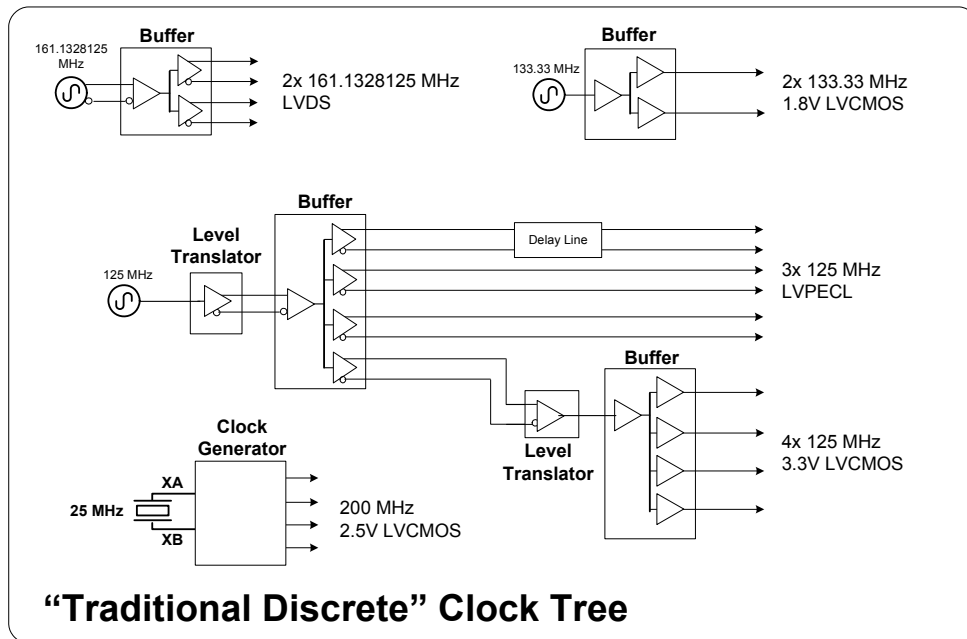 Buffer
161.1328125
MHz
2x 161.1328125 MHz
LVDS
Buffer
133.33 MHz
2x 133.33 MHz
1.8V LVCMOS
Buffer
Level
Translator
125 MHz
Delay Line
3x 125 MHz
LVPECL
Buffer
Level
Translator
4x 125 MHz
3.3V LVCMOS
Clock
Generator
XA
25 MHz
XB
200 MHz
2.5V LVCMOS
“Traditional Discrete” Clock Tree